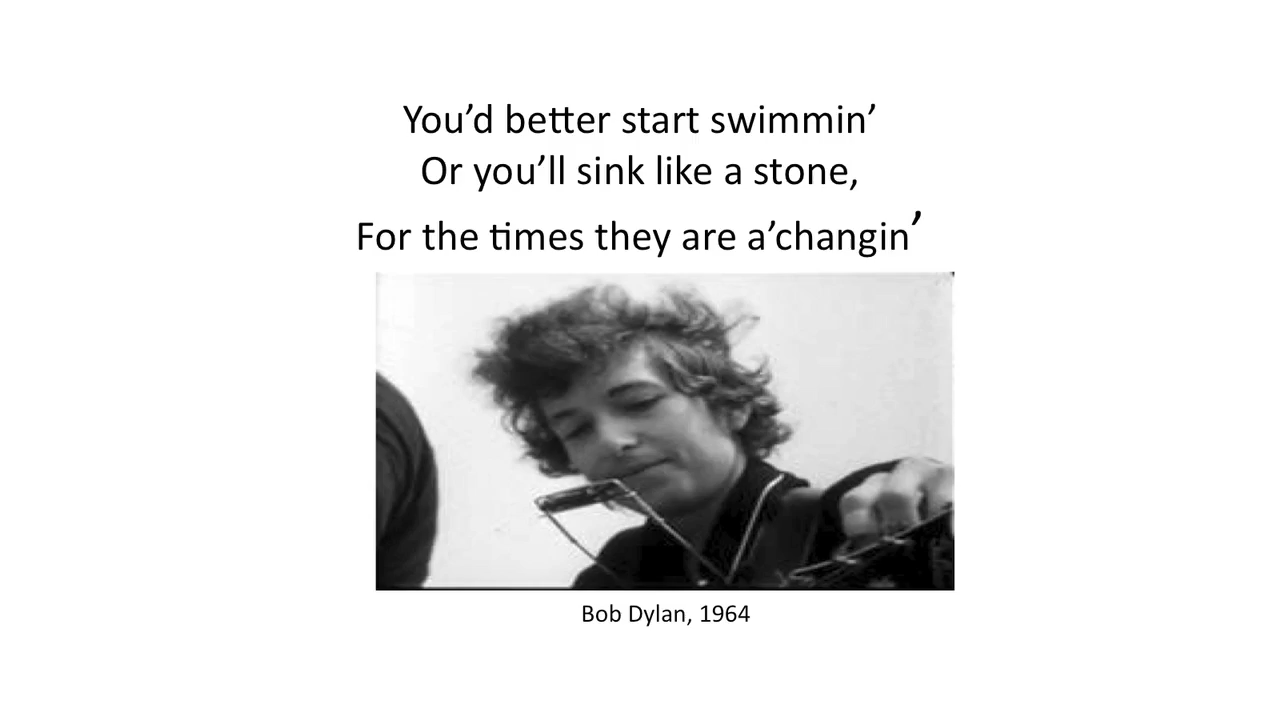 You’d better start swimmin’
Or you’ll sink like a stone,
For the times they are a’changin’
Bob Dylan, 1964